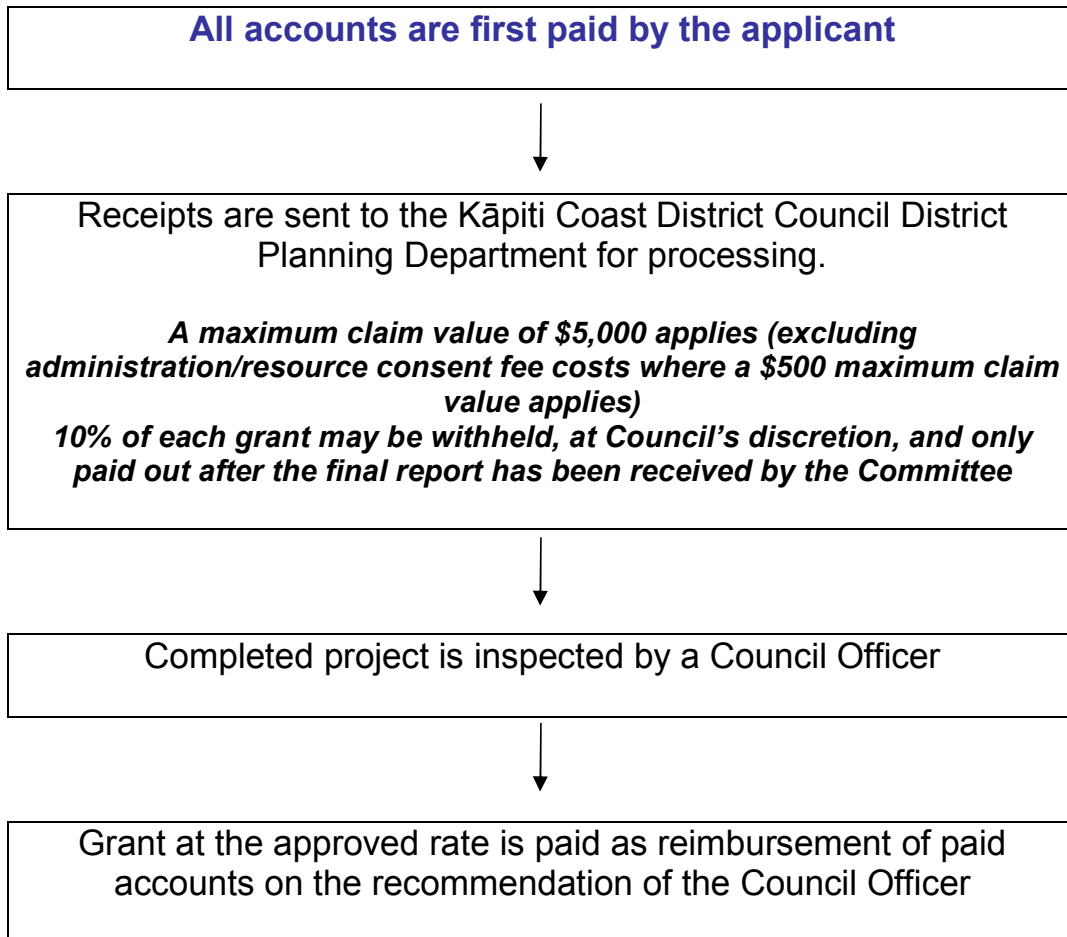 All accounts are first paid by the applicant
Receipts are sent to the Kāpiti Coast District Council District
Planning Department for processing.
A maximum claim value of $5,000 applies (excluding
administration/resource consent fee costs where a $500 maximum claim
value applies)
10% of each grant may be withheld, at Council's discretion, and only
paid out after the final report has been received by the Committee
Completed project is inspected by a Council Officer
Grant at the approved rate is paid as reimbursement of paid
accounts on the recommendation of the Council Officer